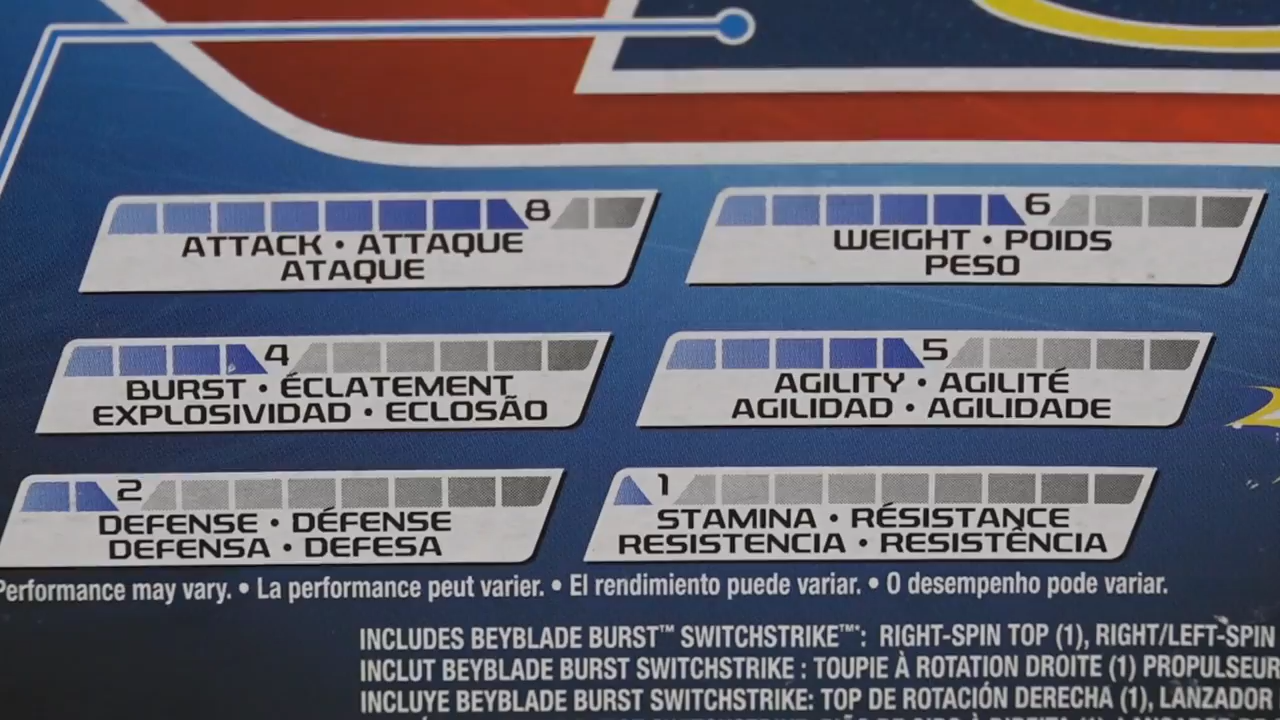 8
ATTACK • ATTAQUE
ATAQUE
6
WEIGHT • POIDS
PESO
4
BURST • ÉCLATEMENT
EXPLOSIVIDAD • ECLOSÃO
5
AGILITY • AGILITÉ
AGILIDAD • AGILIDADE
2
DEFENSE • DÉFENSE
DEFENSA • DEFESA
1
STAMINA • RÉSISTANCE
RESISTENCIA • RESISTÊNCIA
Performance may vary. • La performance peut varier. • El rendimiento puede variar. • O desempenho pode variar.
INCLUDES BEYBLADE BURST™ SWITCHSTRIKE™*: RIGHT-SPIN TOP (1), RIGHT/LEFT-SPIN
INCLUT BEYBLADE BURST SWITCHSTRIKE : TOUPIE À ROTATION DROITE (1) PROPULSEUR
INCLUYE BEYBLADE BURST SWITCHSTRIKE: TOP DE ROTACIÓN DERECHA (1), LANZADOR